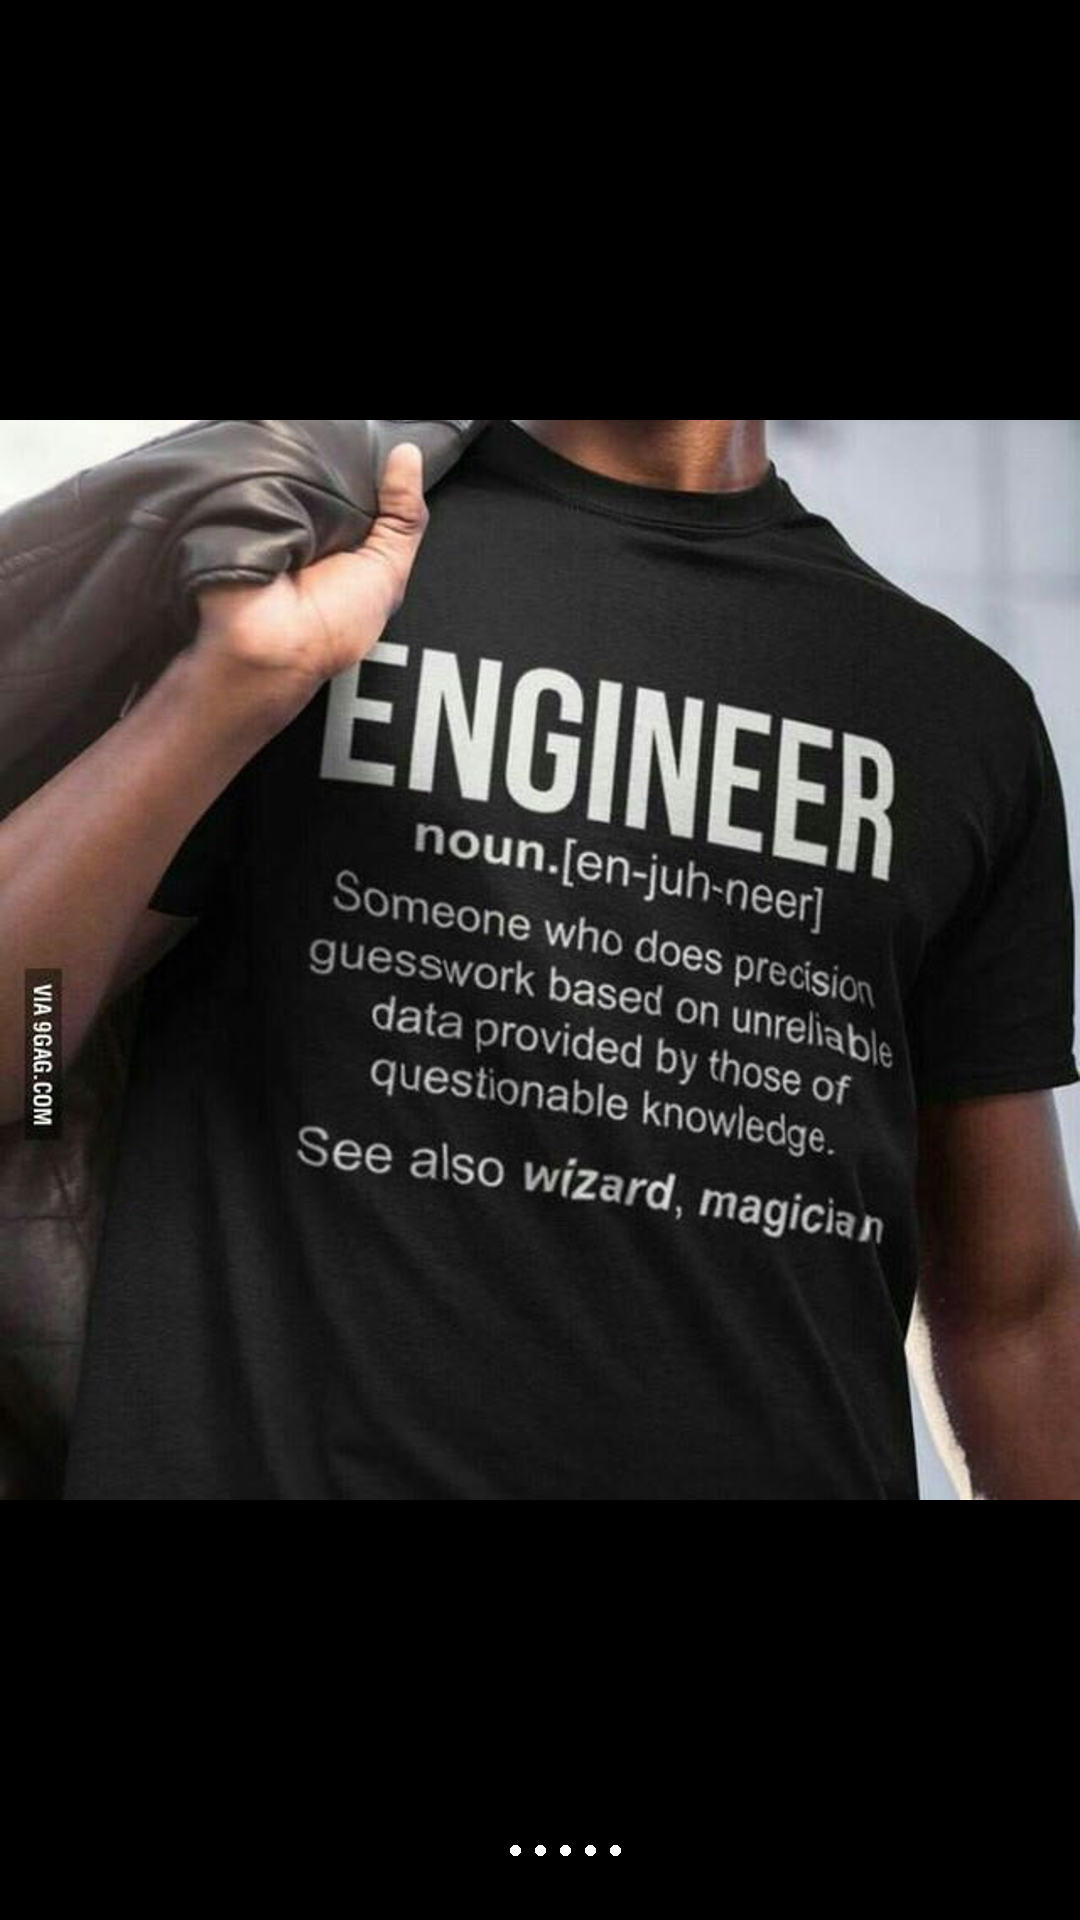 ENGINEER
noun.[en-juh-neer]
Someone who does precision
guesswork based on unreliable
data provided by those of
questionable knowledge.
See also wizard, magician
VIA 9GAG.COM